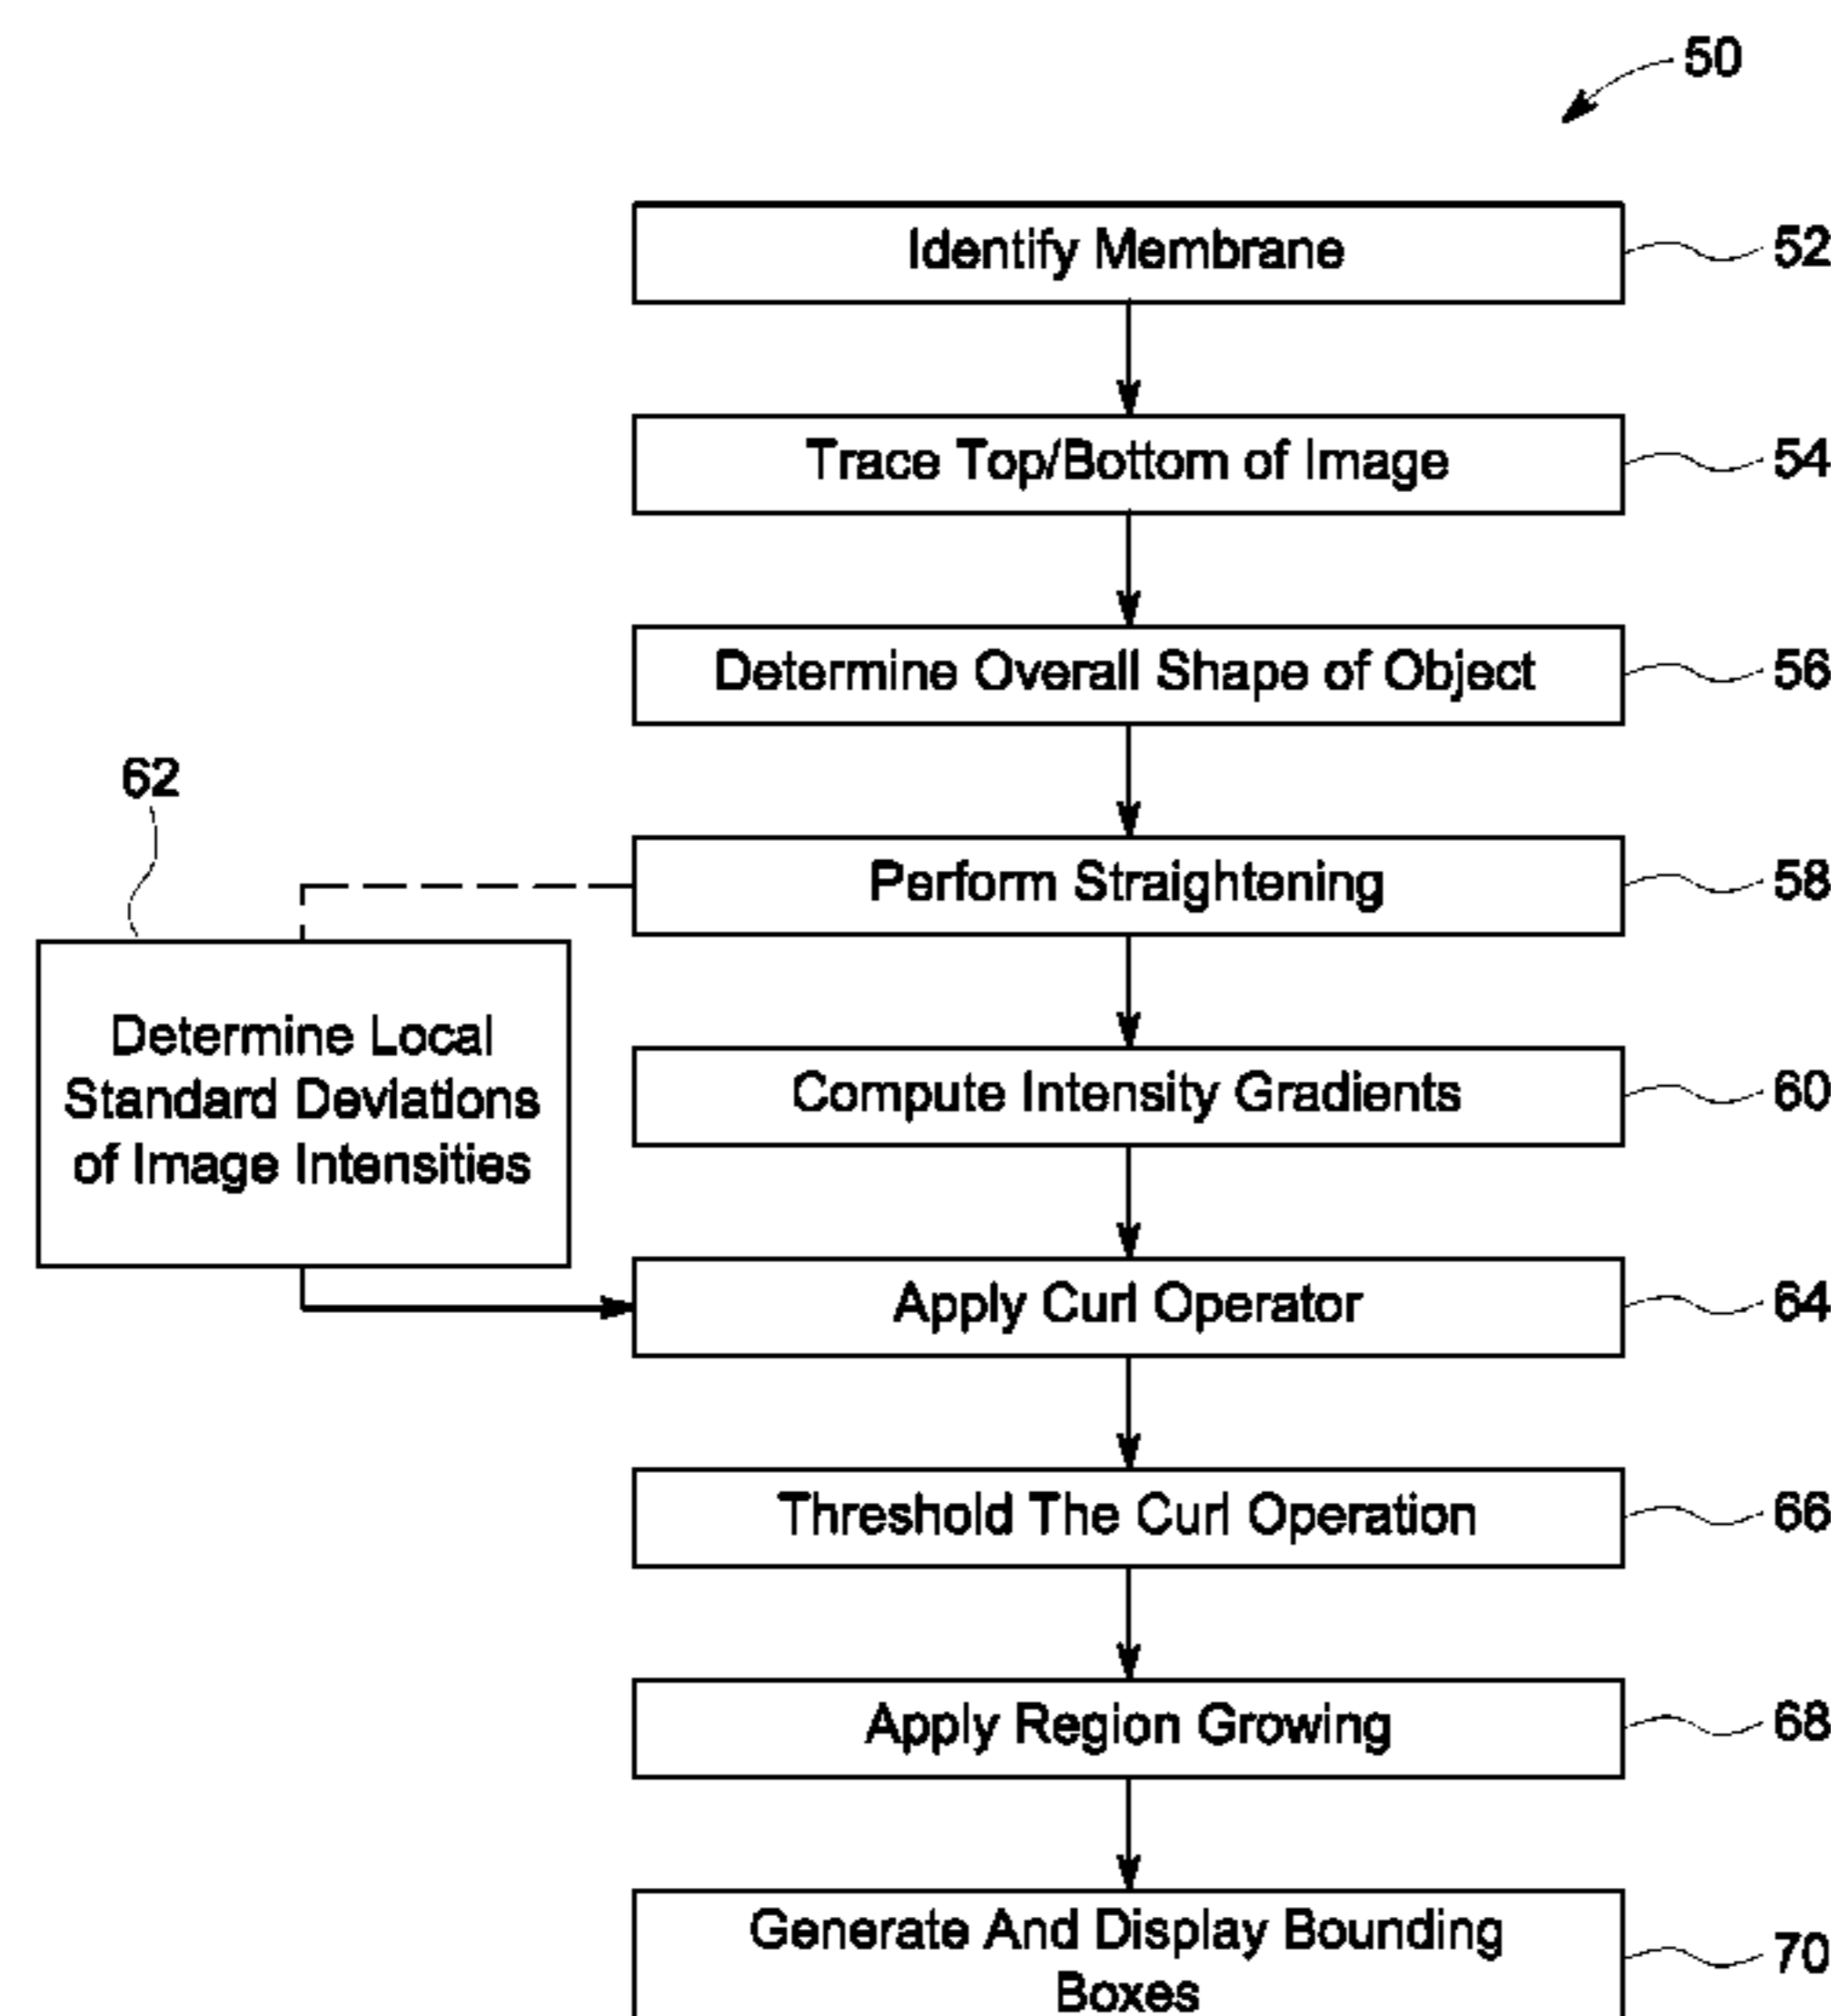 50
Identify Membrane
52
Trace Top/Bottom of Image
54
Determine Overall Shape of Object
56
62
Perform Straightening
58
Determine Local
Standard Deviations
of Image Intensities
Compute Intensity Gradients
60
Apply Curl Operator
64
Threshold The Curl Operation
66
Apply Region Growing
68
Generate And Display Bounding
Boxes
70